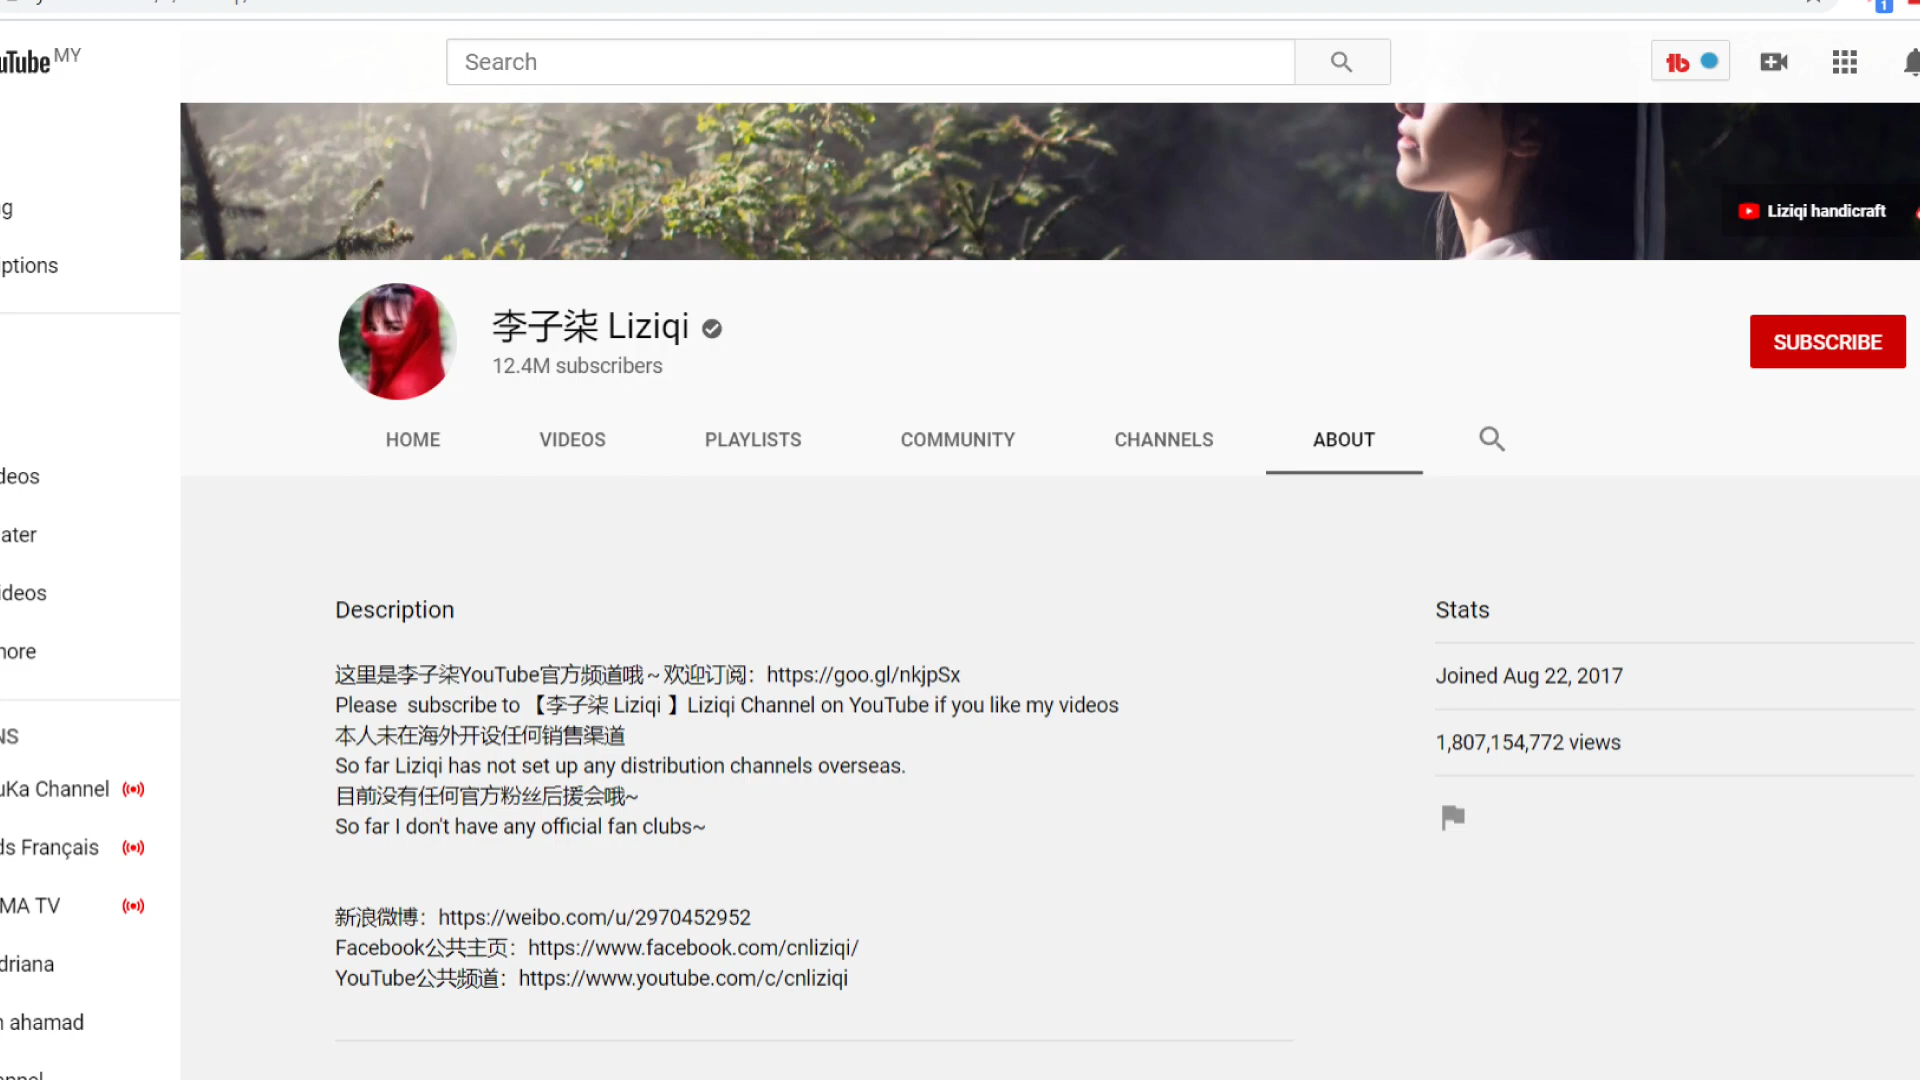 uTube MY
Search
1
Liziqi handicraft
李子柒 Liziqi
12.4M subscribers
SUBSCRIBE
HOME
VIDEOS
PLAYLISTS
COMMUNITY
CHANNELS
ABOUT
g
ptions
deos
ater
ideos
nore
NS
uKa Channel
ds Français
MA TV
driana
n ahamad
Description
这里是李子柒YouTube官方频道哦～欢迎订阅：https://goo.gl/nkjpSx
Please  subscribe to 【李子柒 Liziqi 】Liziqi Channel on YouTube if you like my videos
本人未在海外开设任何销售渠道
So far Liziqi has not set up any distribution channels overseas.
目前没有任何官方粉丝后援会哦~
So far I don't have any official fan clubs~
新浪微博：https://weibo.com/u/2970452952
Facebook公共主页：https://www.facebook.com/cnliziqi/
YouTube公共频道：https://www.youtube.com/c/cnliziqi
Stats
Joined Aug 22, 2017
1,807,154,772 views